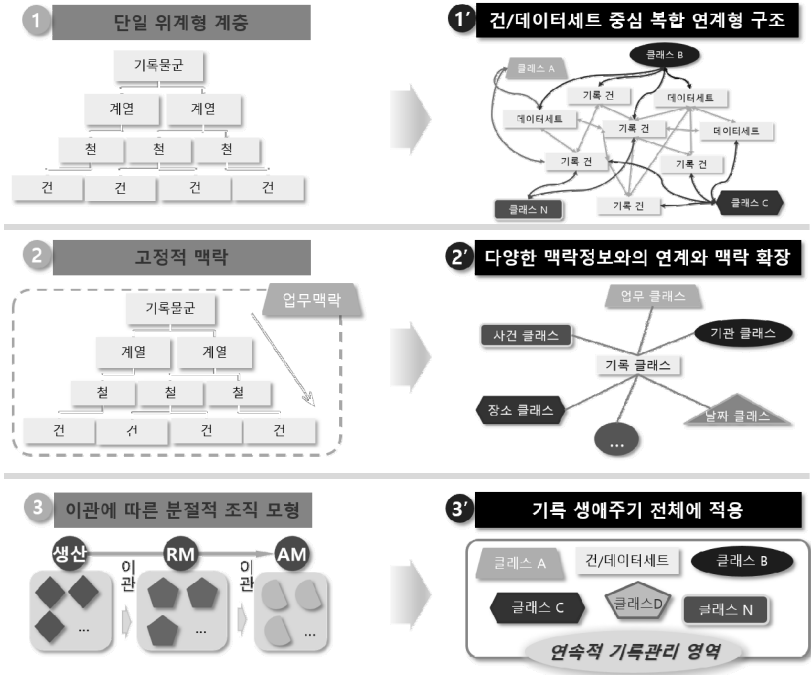 1 단일 위계형 계층
기록물군
계열 계열
철 철 철
건 건 건 건
1′ 건/데이터세트 중심 복합 연계형 구조
클래스 A
클래스 B
기록 건
데이터세트
데이터세트
기록 건
데이터세트
기록 건
기록 건
클래스 N
기록 건
클래스 C
2 고정적 맥락
업무맥락
기록물군
계열 계열
철 철 철
건 건 건 건
2′ 다양한 맥락정보와의 연계와 맥락 확장
업무 클래스
사건 클래스
기관 클래스
기록 클래스
장소 클래스
날짜 클래스
...
3 이관에 따른 분절적 조직 모형
생산 이관 RM 이관 AM
... ... ...
3′ 기록 생애주기 전체에 적용
클래스 A 건/데이터세트 클래스 B
클래스 C 클래스D 클래스 N
연속적 기록관리 영역